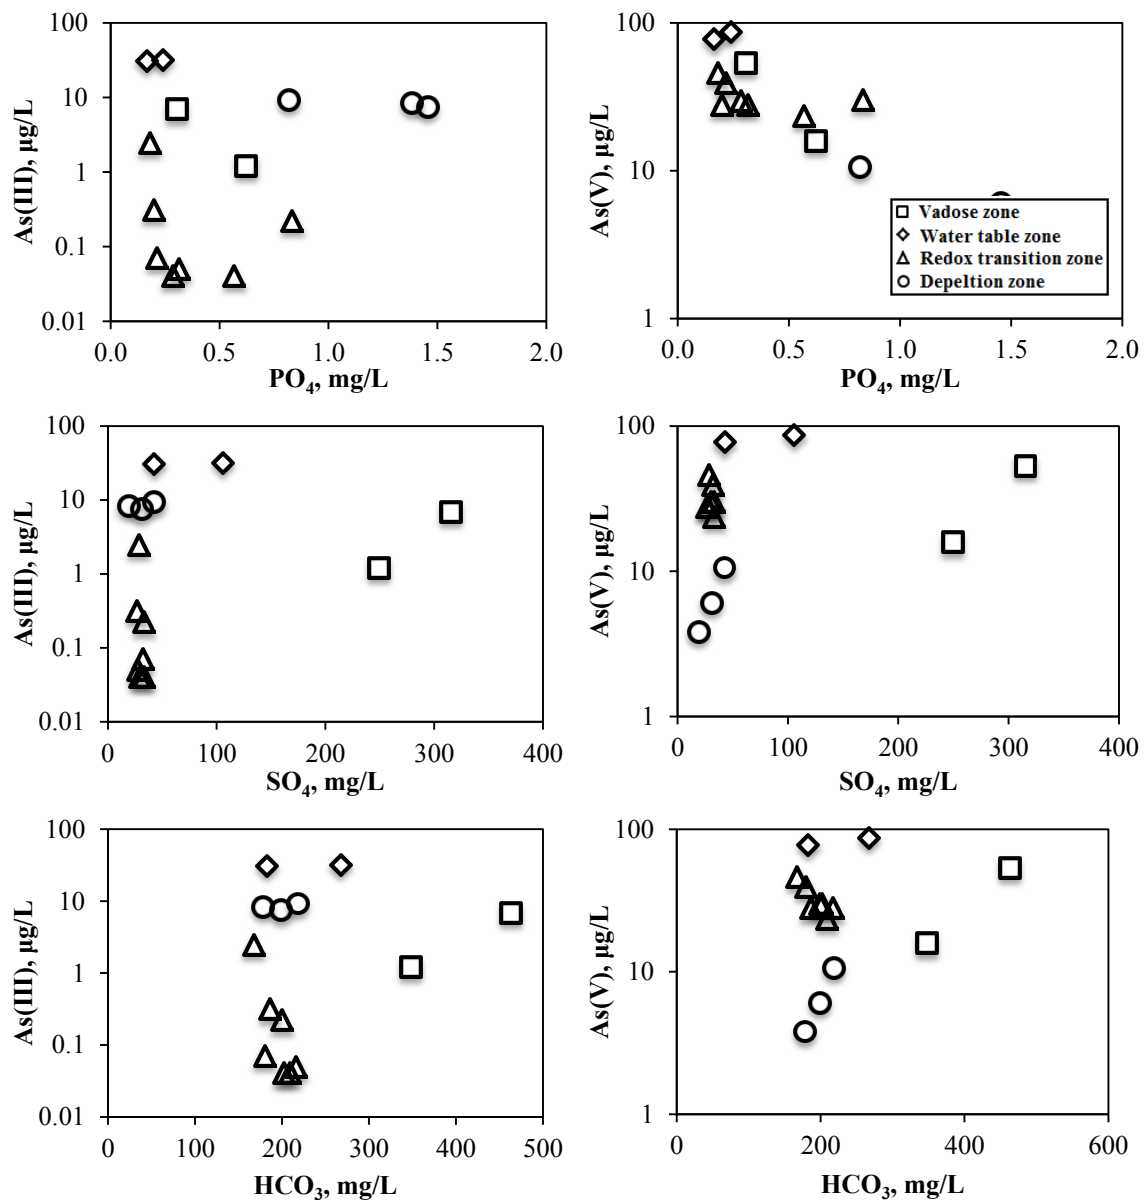 100
10
1
0.1
0.01
As(III), µg/L
0.0 0.5 1.0 1.5 2.0
PO₄, mg/L
100
10
1
As(V), µg/L
Vadose zone
Water table zone
Redox transition zone
Depeltion zone
0.0 0.5 1.0 1.5 2.0
PO₄, mg/L
100
10
1
0.1
0.01
As(III), µg/L
0 100 200 300 400
SO₄, mg/L
100
10
1
As(V), µg/L
0 100 200 300 400
SO₄, mg/L
100
10
1
0.1
0.01
As(III), µg/L
0 100 200 300 400 500
HCO₃, mg/L
100
10
1
As(V), µg/L
0 200 400 600
HCO₃, mg/L